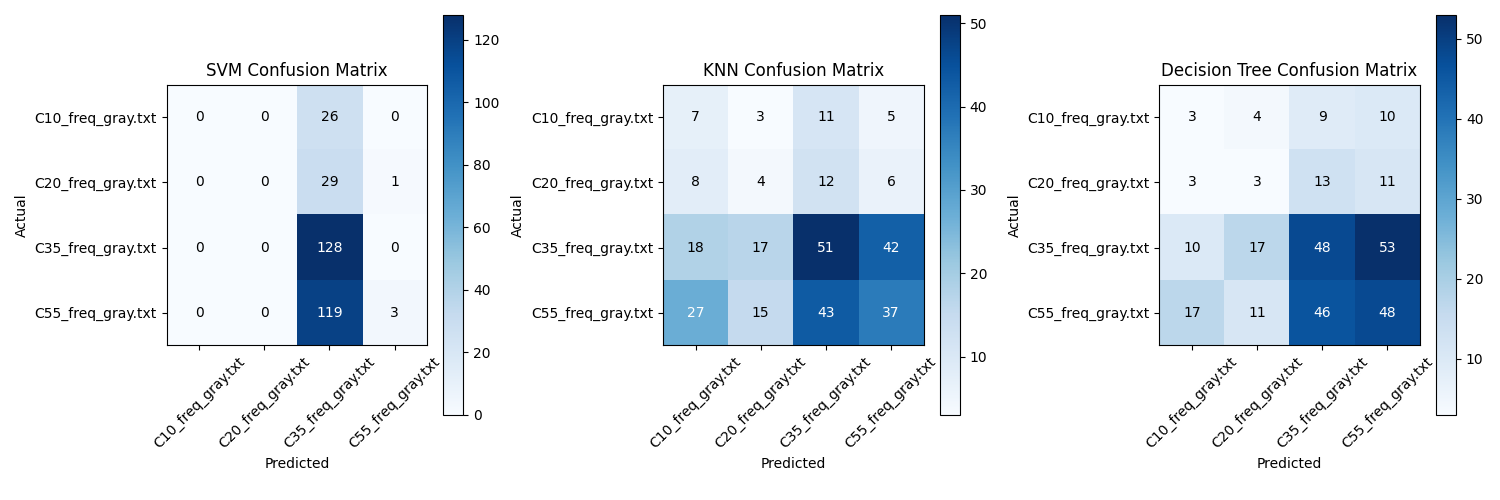 SVM Confusion Matrix
Actual
C10_freq_gray.txt 0 0 26 0
C20_freq_gray.txt 0 0 29 1
C35_freq_gray.txt 0 0 128 0
C55_freq_gray.txt 0 0 119 3
C10_freq_gray.txt C20_freq_gray.txt C35_freq_gray.txt C55_freq_gray.txt
Predicted
120
100
80
60
40
20
0
KNN Confusion Matrix
Actual
C10_freq_gray.txt 7 3 11 5
C20_freq_gray.txt 8 4 12 6
C35_freq_gray.txt 18 17 51 42
C55_freq_gray.txt 27 15 43 37
C10_freq_gray.txt C20_freq_gray.txt C35_freq_gray.txt C55_freq_gray.txt
Predicted
50
40
30
20
10
Decision Tree Confusion Matrix
Actual
C10_freq_gray.txt 3 4 9 10
C20_freq_gray.txt 3 3 13 11
C35_freq_gray.txt 10 17 48 53
C55_freq_gray.txt 17 11 46 48
C10_freq_gray.txt C20_freq_gray.txt C35_freq_gray.txt C55_freq_gray.txt
Predicted
50
40
30
20
10